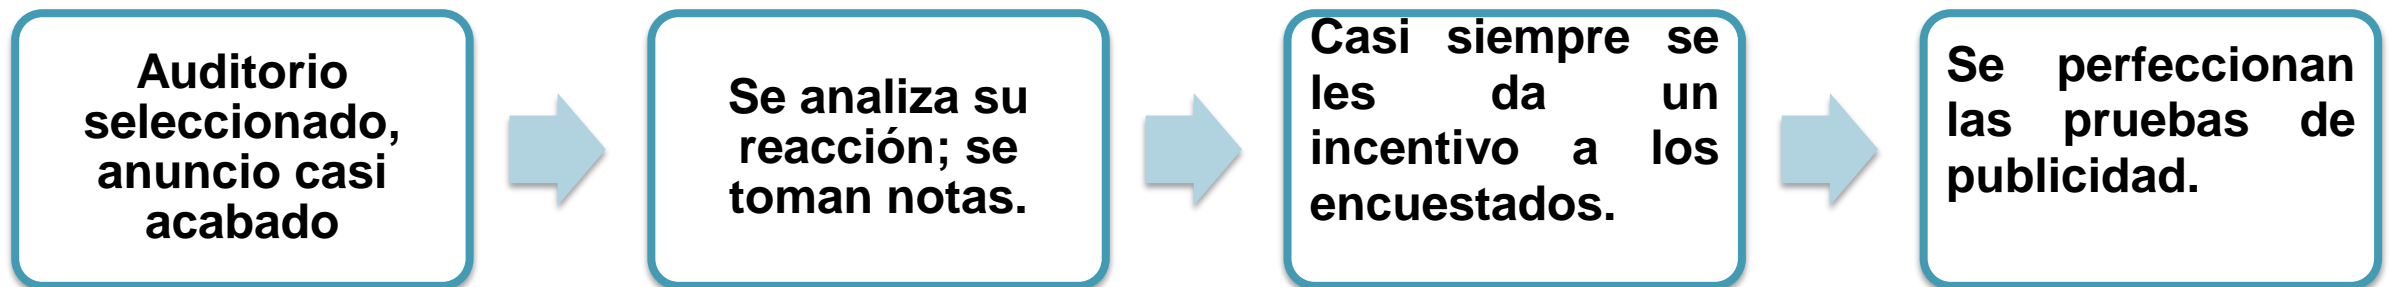 Auditorio
seleccionado,
anuncio casi
acabado
Se analiza su
reacción; se
toman notas.
Casi siempre se
les da un
incentivo a los
encuestados.
Se perfeccionan
las pruebas de
publicidad.